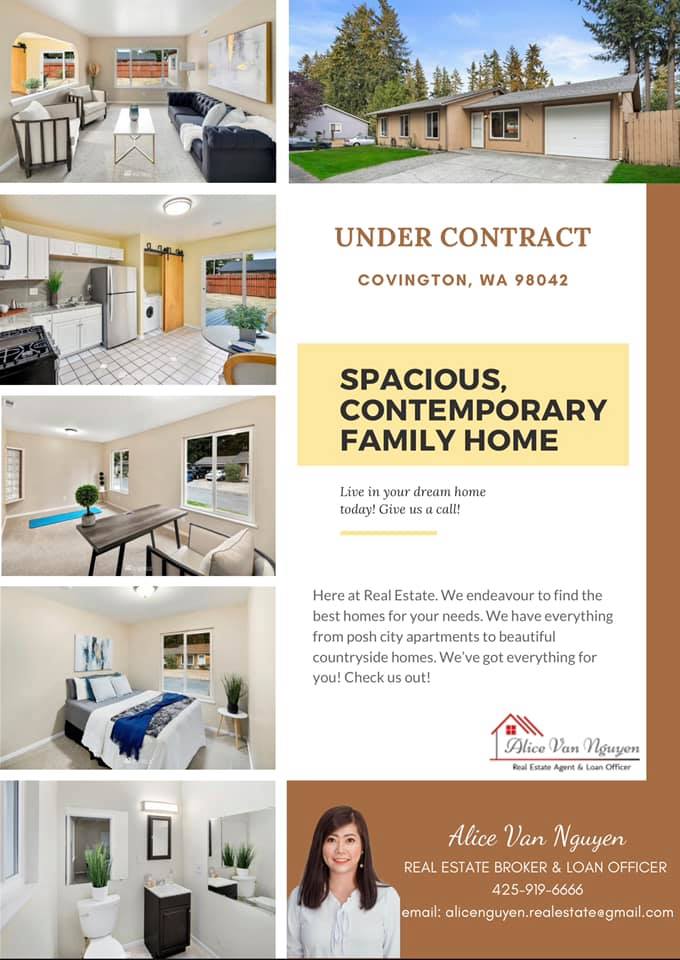 UNDER CONTRACT
COVINGTON, WA 98042
SPACIOUS,
CONTEMPORARY
FAMILY HOME
Live in your dream home
today! Give us a call!
Here at Real Estate. We endeavour to find the
best homes for your needs. We have everything
from posh city apartments to beautiful
countryside homes. We've got everything for
you! Check us out!
Alice Van Nguyen
Real Estate Agent & Loan Officer
Alice Van Nguyen
REAL ESTATE BROKER & LOAN OFFICER
425-919-6666
email: alicenguyen.realestate@gmail.com